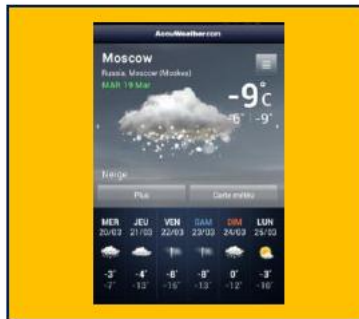 AccuWeather.com
Moscow
Russia, Moscow (Moskva)
MAR 19 Mar
-9°c
-6° | -9°
Neige
Plus
Carte météo
MER JEU VEN SAM DIM LUN
20/03 21/03 22/03 23/03 24/03 25/03
-3° -4° -8° -8° 0° -3°
-7° -13° -16° -13° -12° -16°